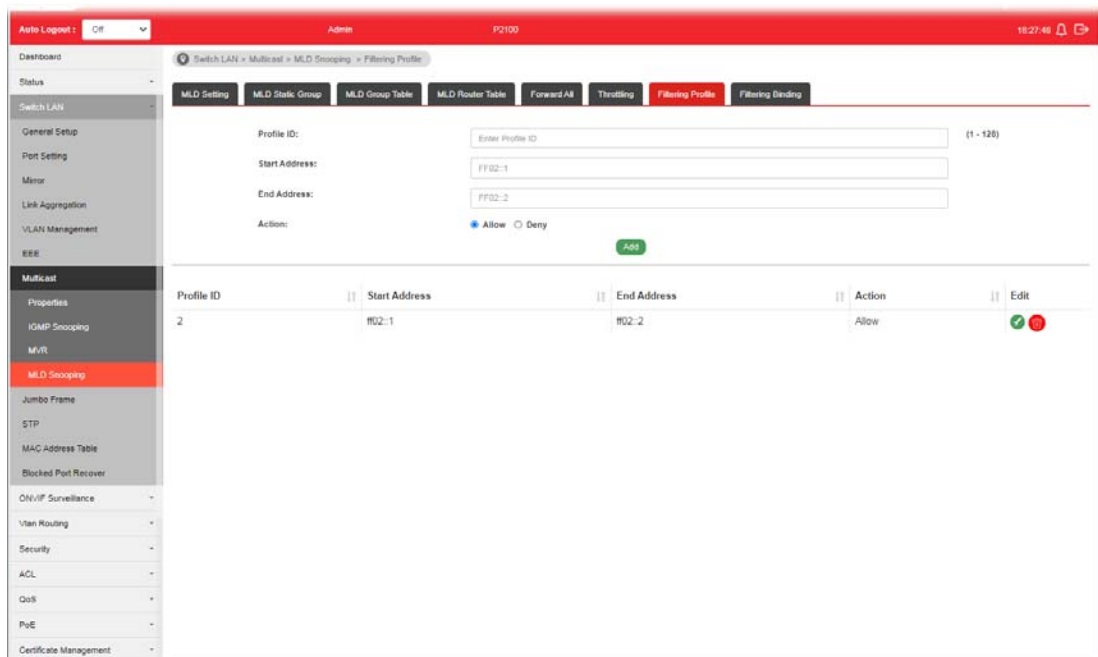 Auto Logout : Off Admin P2100 18:27:46
Dashboard
Status
Switch LAN
General Setup
Port Setting
Mirror
Link Aggregation
VLAN Management
EEE
Multicast
Properties
IGMP Snooping
MVR
MLD Snooping
Jumbo Frame
STP
MAC Address Table
Blocked Port Recover
ONVIF Surveillance
Vlan Routing
Security
ACL
QoS
PoE
Certificate Management
Switch LAN » Multicast » MLD Snooping » Filtering Profile
MLD Setting MLD Static Group MLD Group Table MLD Router Table Forward All Throttling Filtering Profile Filtering Binding
Profile ID: Enter Profile ID (1 - 128)
Start Address: FF02::1
End Address: FF02::2
Action: Allow Deny
Add
Profile ID Start Address End Address Action Edit
2 ff02::1 ff02::2 Allow